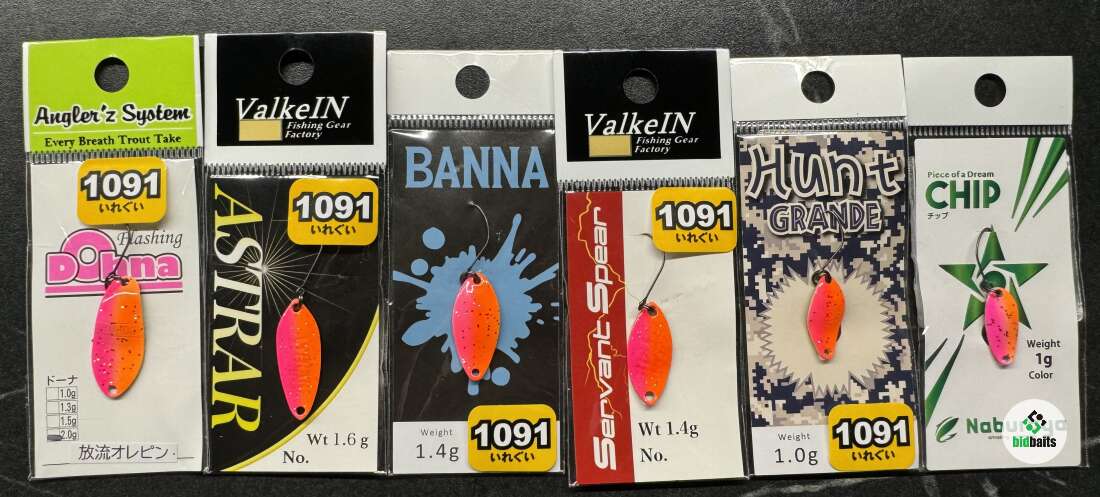 Angler'z System
Every Breath Trout Take
1091
いれぐい
Flashing
Dohna
ドーナ
1.0g
1.3g
1.5g
2.0g
放流オレピン
ValkeIN
Fishing Gear
Factory
1091
いれぐい
ASTRAR
Wt 1.6 g
No.
BANNA
Weight
1.4g
1091
いれぐい
ValkeIN
Fishing Gear
Factory
1091
いれぐい
Servant Spear
Wt 1.4g
No.
Hunt
GRANDE
Weight
1.0g
1091
いれぐい
Piece of a Dream
CHIP
チップ
Weight
1g
Color
bidbaits